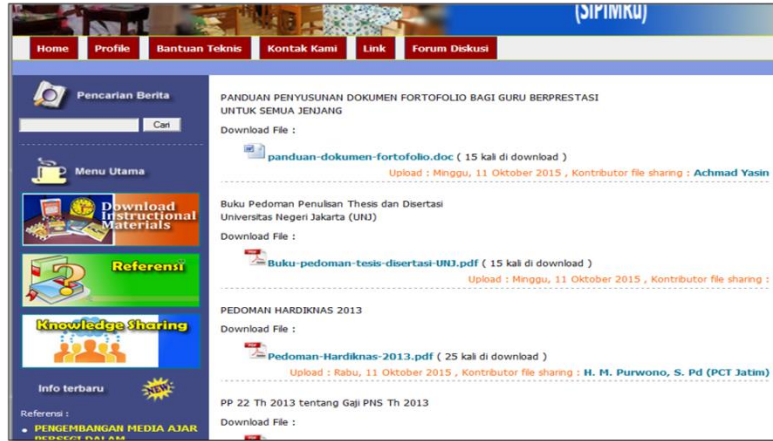 (SIPIMRu)
Home Profile Bantuan Teknis Kontak Kami Link Forum Diskusi
Pencarian Berita
Cari
Menu Utama
Download
Instructional
Materials
Referensi
Knowledge Sharing
Info terbaru NEW
Referensi :
PENGEMBANGAN MEDIA AJAR
PERSEGI DALAM
PANDUAN PENYUSUNAN DOKUMEN FORTOFOLIO BAGI GURU BERPRESTASI
UNTUK SEMUA JENJANG
Download File :
panduan-dokumen-fortofolio.doc ( 15 kali di download )
Upload : Minggu, 11 Oktober 2015 , Kontributor file sharing : Achmad Yasin
Buku Pedoman Penulisan Thesis dan Disertasi
Universitas Negeri Jakarta (UNJ)
Download File :
Buku-pedoman-tesis-disertasi-UNJ.pdf ( 15 kali di download )
Upload : Minggu, 11 Oktober 2015 , Kontributor file sharing :
PEDOMAN HARDIKNAS 2013
Download File :
Pedoman-Hardiknas-2013.pdf ( 25 kali di download )
Upload : Rabu, 11 Oktober 2015 , Kontributor file sharing : H. M. Purwono, S. Pd (PCT Jatim)
PP 22 Th 2013 tentang Gaji PNS Th 2013
Download File :